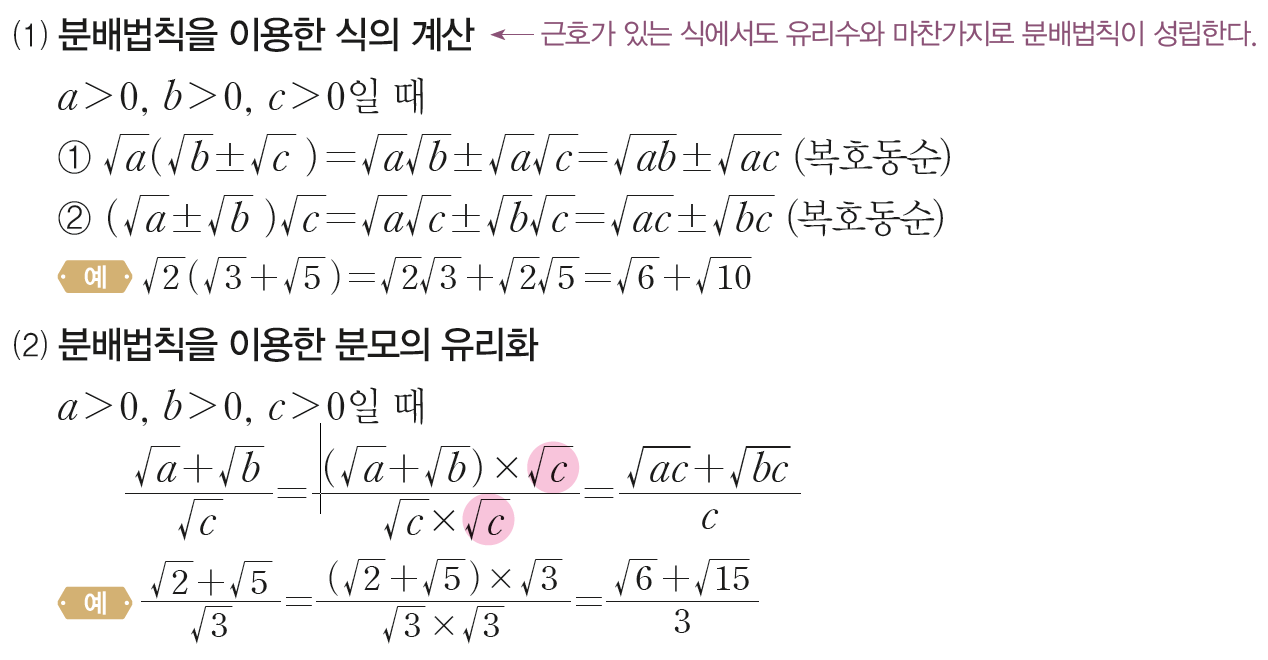 (1) 분배법칙을 이용한 식의 계산 ← 근호가 있는 식에서도 유리수와 마찬가지로 분배법칙이 성립한다.
a>0, b>0, c>0일 때
① √a(√b±√c)=√a√b±√a√c=√ab±√ac (복호동순)
② (√a±√b)√c=√a√c±√b√c=√ac±√bc (복호동순)
예 √2(√3+√5)=√2√3+√2√5=√6+√10
(2) 분배법칙을 이용한 분모의 유리화
a>0, b>0, c>0일 때
(√a+√b)/√c=((√a+√b)×√c)/(√c×√c)=(√ac+√bc)/c
예 (√2+√5)/√3=((√2+√5)×√3)/(√3×√3)=(√6+√15)/3